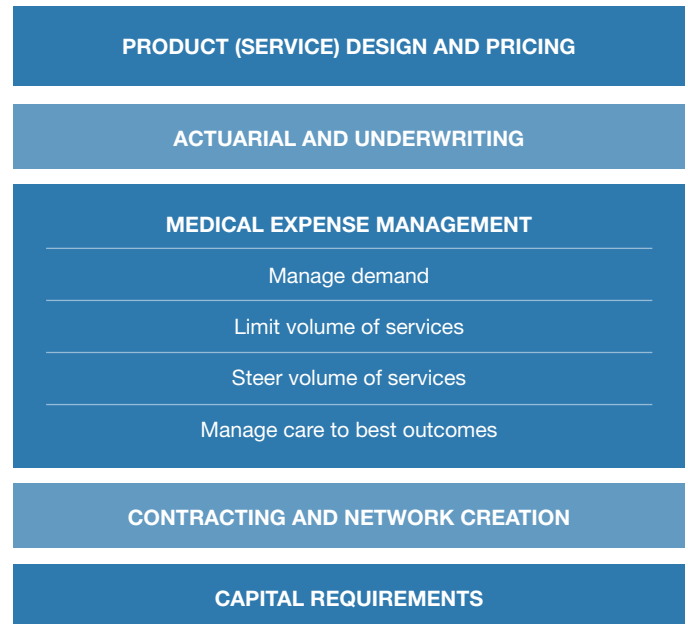 PRODUCT (SERVICE) DESIGN AND PRICING
ACTUARIAL AND UNDERWRITING
MEDICAL EXPENSE MANAGEMENT
Manage demand
Limit volume of services
Steer volume of services
Manage care to best outcomes
CONTRACTING AND NETWORK CREATION
CAPITAL REQUIREMENTS